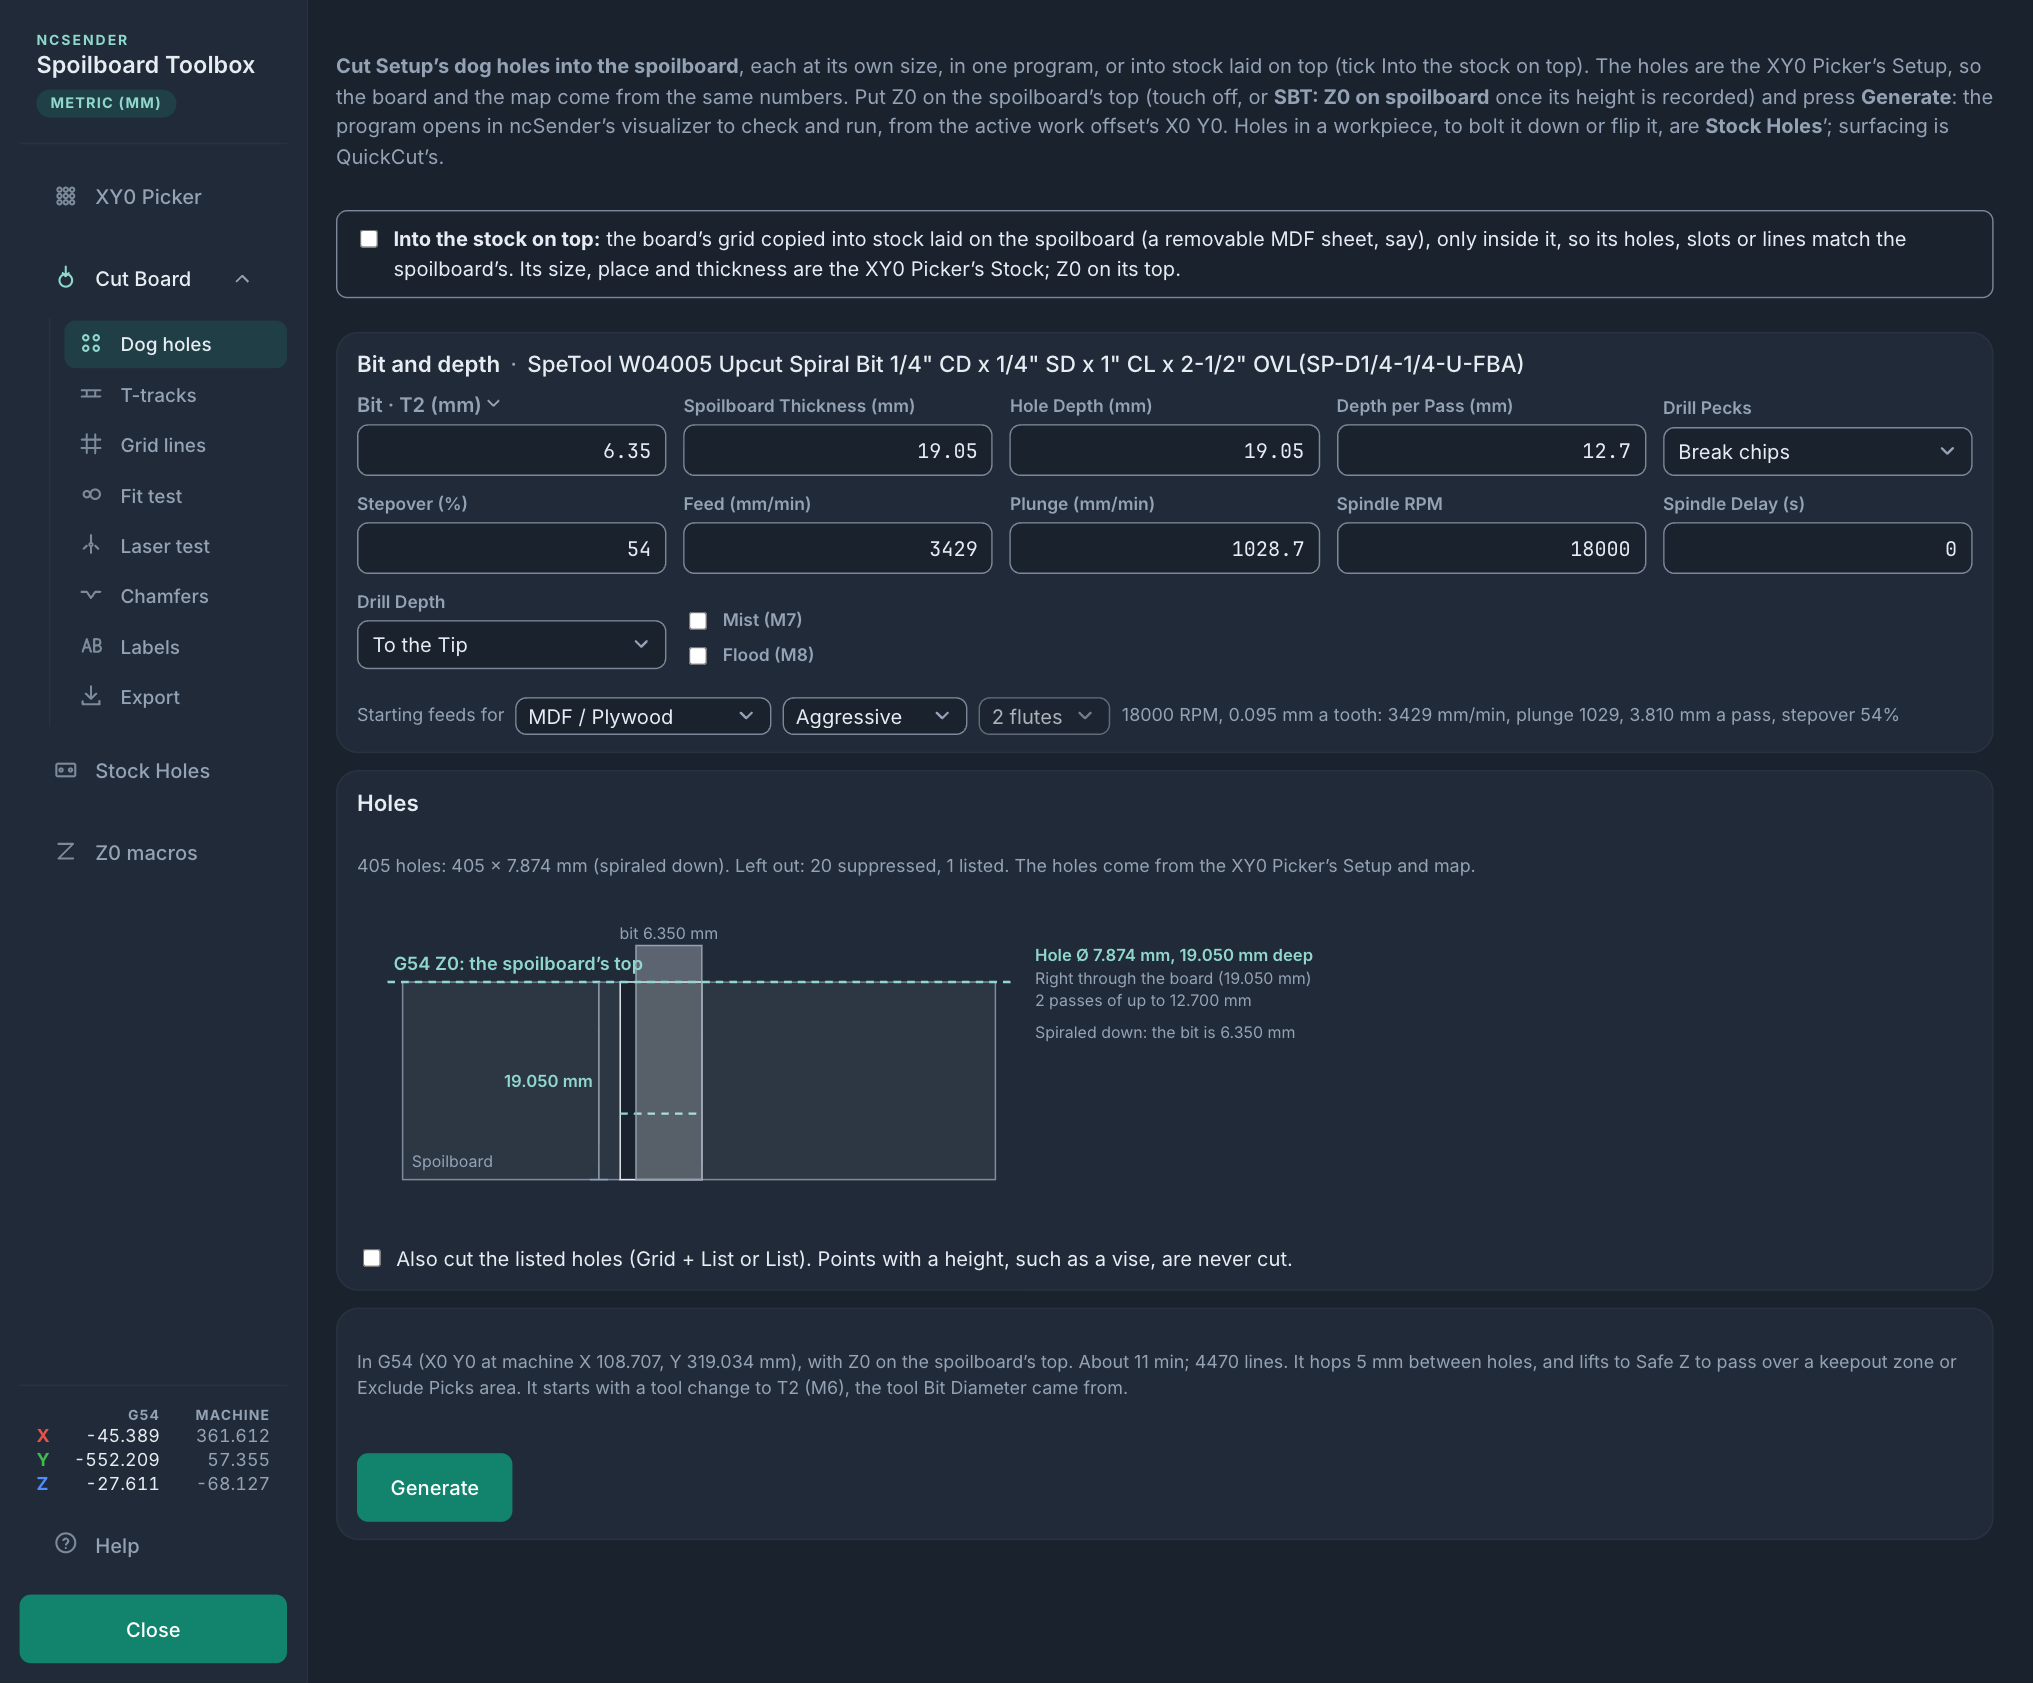 NCSENDER
Spoilboard Toolbox
METRIC (MM)
XY0 Picker
Cut Board
Dog holes
T-tracks
Grid lines
Fit test
Laser test
Chamfers
AB Labels
Export
Stock Holes
Z0 macros
G54 MACHINE
X -45.389 361.612
Y -552.209 57.355
Z -27.611 -68.127
Help
Close
Cut Setup’s dog holes into the spoilboard, each at its own size, in one program, or into stock laid on top (tick Into the stock on top). The holes are the XY0 Picker’s Setup, so
the board and the map come from the same numbers. Put Z0 on the spoilboard’s top (touch off, or SBT: Z0 on spoilboard once its height is recorded) and press Generate: the
program opens in ncSender’s visualizer to check and run, from the active work offset’s X0 Y0. Holes in a workpiece, to bolt it down or flip it, are Stock Holes’; surfacing is
QuickCut’s.
Into the stock on top: the board’s grid copied into stock laid on the spoilboard (a removable MDF sheet, say), only inside it, so its holes, slots or lines match the
spoilboard’s. Its size, place and thickness are the XY0 Picker’s Stock; Z0 on its top.
Bit and depth · SpeTool W04005 Upcut Spiral Bit 1/4" CD x 1/4" SD x 1" CL x 2-1/2" OVL(SP-D1/4-1/4-U-FBA)
Bit · T2 (mm) Spoilboard Thickness (mm) Hole Depth (mm) Depth per Pass (mm) Drill Pecks
6.35 19.05 19.05 12.7 Break chips
Stepover (%) Feed (mm/min) Plunge (mm/min) Spindle RPM Spindle Delay (s)
54 3429 1028.7 18000 0
Drill Depth
To the Tip
Mist (M7)
Flood (M8)
Starting feeds for MDF / Plywood Aggressive 2 flutes 18000 RPM, 0.095 mm a tooth: 3429 mm/min, plunge 1029, 3.810 mm a pass, stepover 54%
Holes
405 holes: 405 × 7.874 mm (spiraled down). Left out: 20 suppressed, 1 listed. The holes come from the XY0 Picker’s Setup and map.
bit 6.350 mm
G54 Z0: the spoilboard’s top
19.050 mm
Spoilboard
Hole Ø 7.874 mm, 19.050 mm deep
Right through the board (19.050 mm)
2 passes of up to 12.700 mm
Spiraled down: the bit is 6.350 mm
Also cut the listed holes (Grid + List or List). Points with a height, such as a vise, are never cut.
In G54 (X0 Y0 at machine X 108.707, Y 319.034 mm), with Z0 on the spoilboard’s top. About 11 min; 4470 lines. It hops 5 mm between holes, and lifts to Safe Z to pass over a keepout zone or
Exclude Picks area. It starts with a tool change to T2 (M6), the tool Bit Diameter came from.
Generate